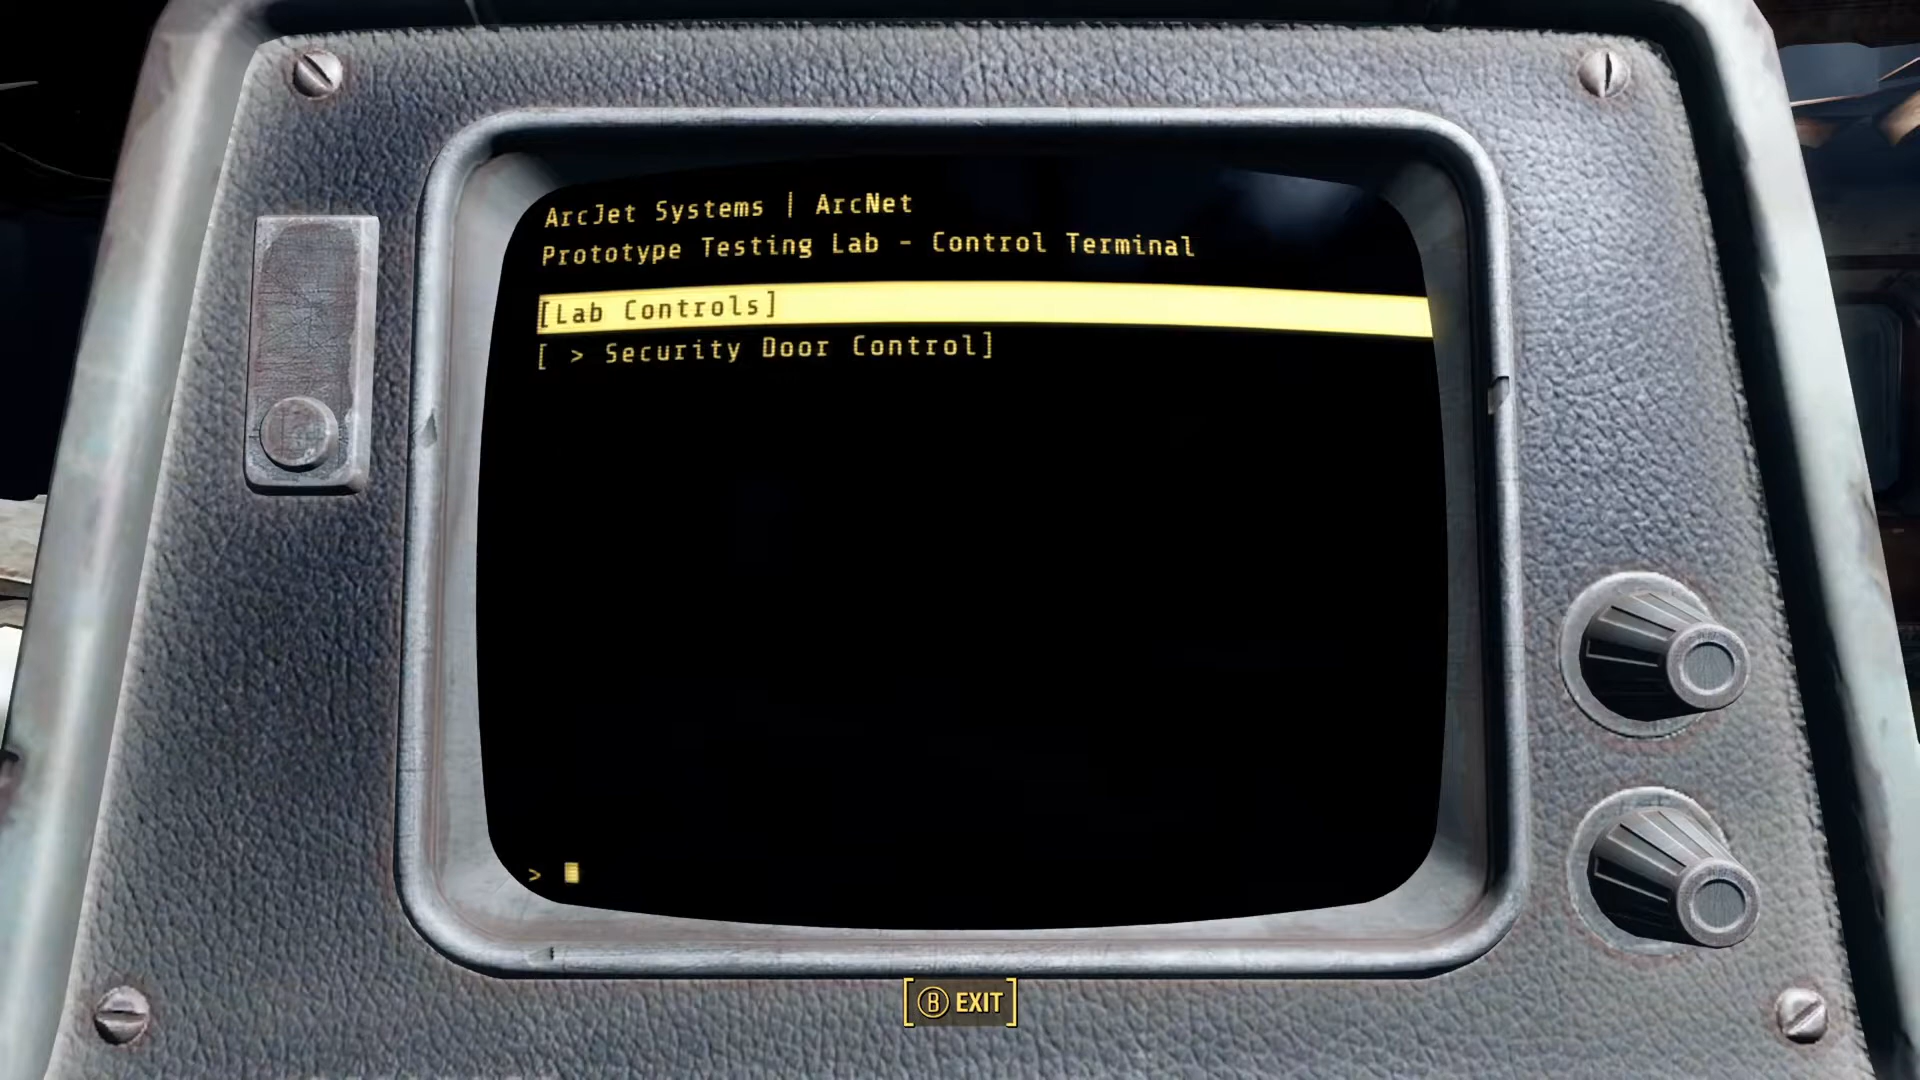 ArcJet Systems | ArcNet
Prototype Testing Lab - Control Terminal
[Lab Controls]
[ > Security Door Control]
>
[Ⓑ EXIT]